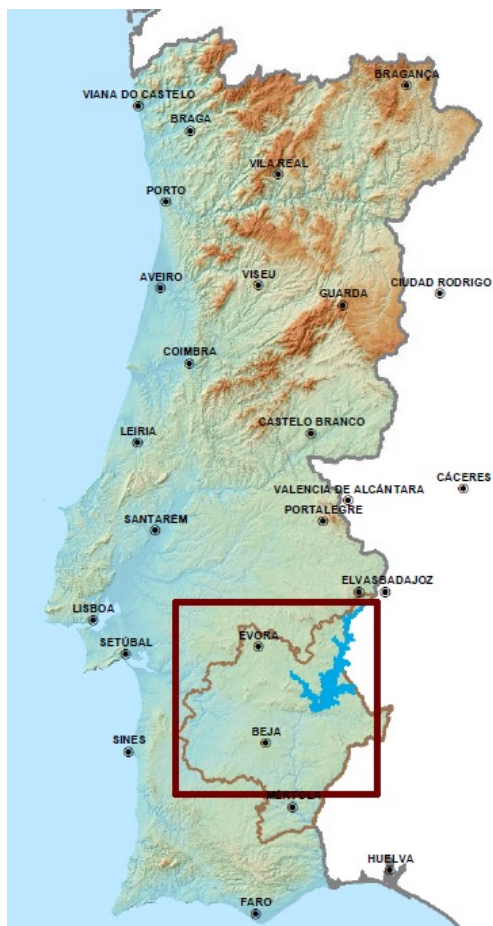 BRAGANÇA
VIANA DO CASTELO
BRAGA
VILA REAL
PORTO
VISEU
CIUDAD RODRIGO
AVEIRO
GUARDA
COIMBRA
CASTELO BRANCO
LEIRIA
CÁCERES
VALENCIA DE ALCÁNTARA
PORTALEGRE
SANTARÉM
ELVAS
BADAJOZ
LISBOA
ÉVORA
SETÚBAL
BEJA
SINES
MÉRTOLA
HUELVA
FARO